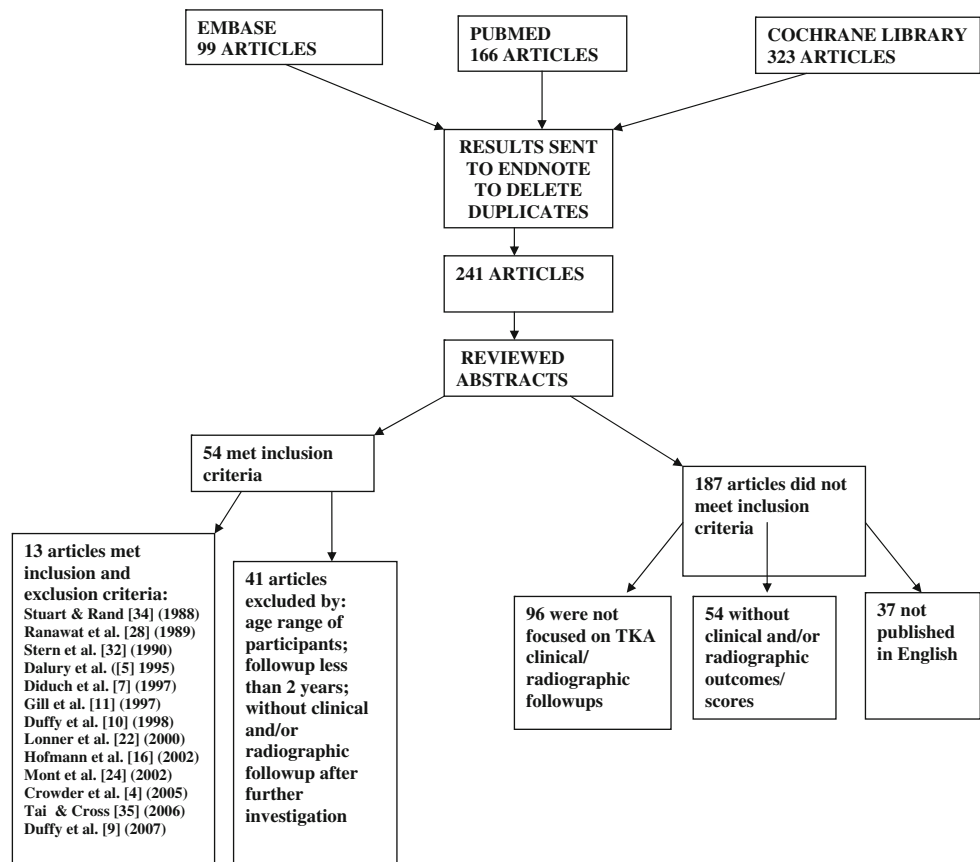 EMBASE
99 ARTICLES
PUBMED
166 ARTICLES
COCHRANE LIBRARY
323 ARTICLES
RESULTS SENT
TO ENDNOTE
TO DELETE
DUPLICATES
241 ARTICLES
REVIEWED
ABSTRACTS
54 met inclusion
criteria
187 articles did not
meet inclusion
criteria
13 articles met
inclusion and
exclusion criteria:
Stuart & Rand [34] (1988)
Ranawat et al. [28] (1989)
Stern et al. [32] (1990)
Dalury et al. ([5] 1995)
Diduch et al. [7] (1997)
Gill et al. [11] (1997)
Duffy et al. [10] (1998)
Lonner et al. [22] (2000)
Hofmann et al. [16] (2002)
Mont et al. [24] (2002)
Crowder et al. [4] (2005)
Tai & Cross [35] (2006)
Duffy et al. [9] (2007)
41 articles
excluded by:
age range of
participants;
followup less
than 2 years;
without clinical
and/or
radiographic
followup after
further
investigation
96 were not
focused on TKA
clinical/
radiographic
followups
54 without
clinical and/or
radiographic
outcomes/
scores
37 not
published
in English